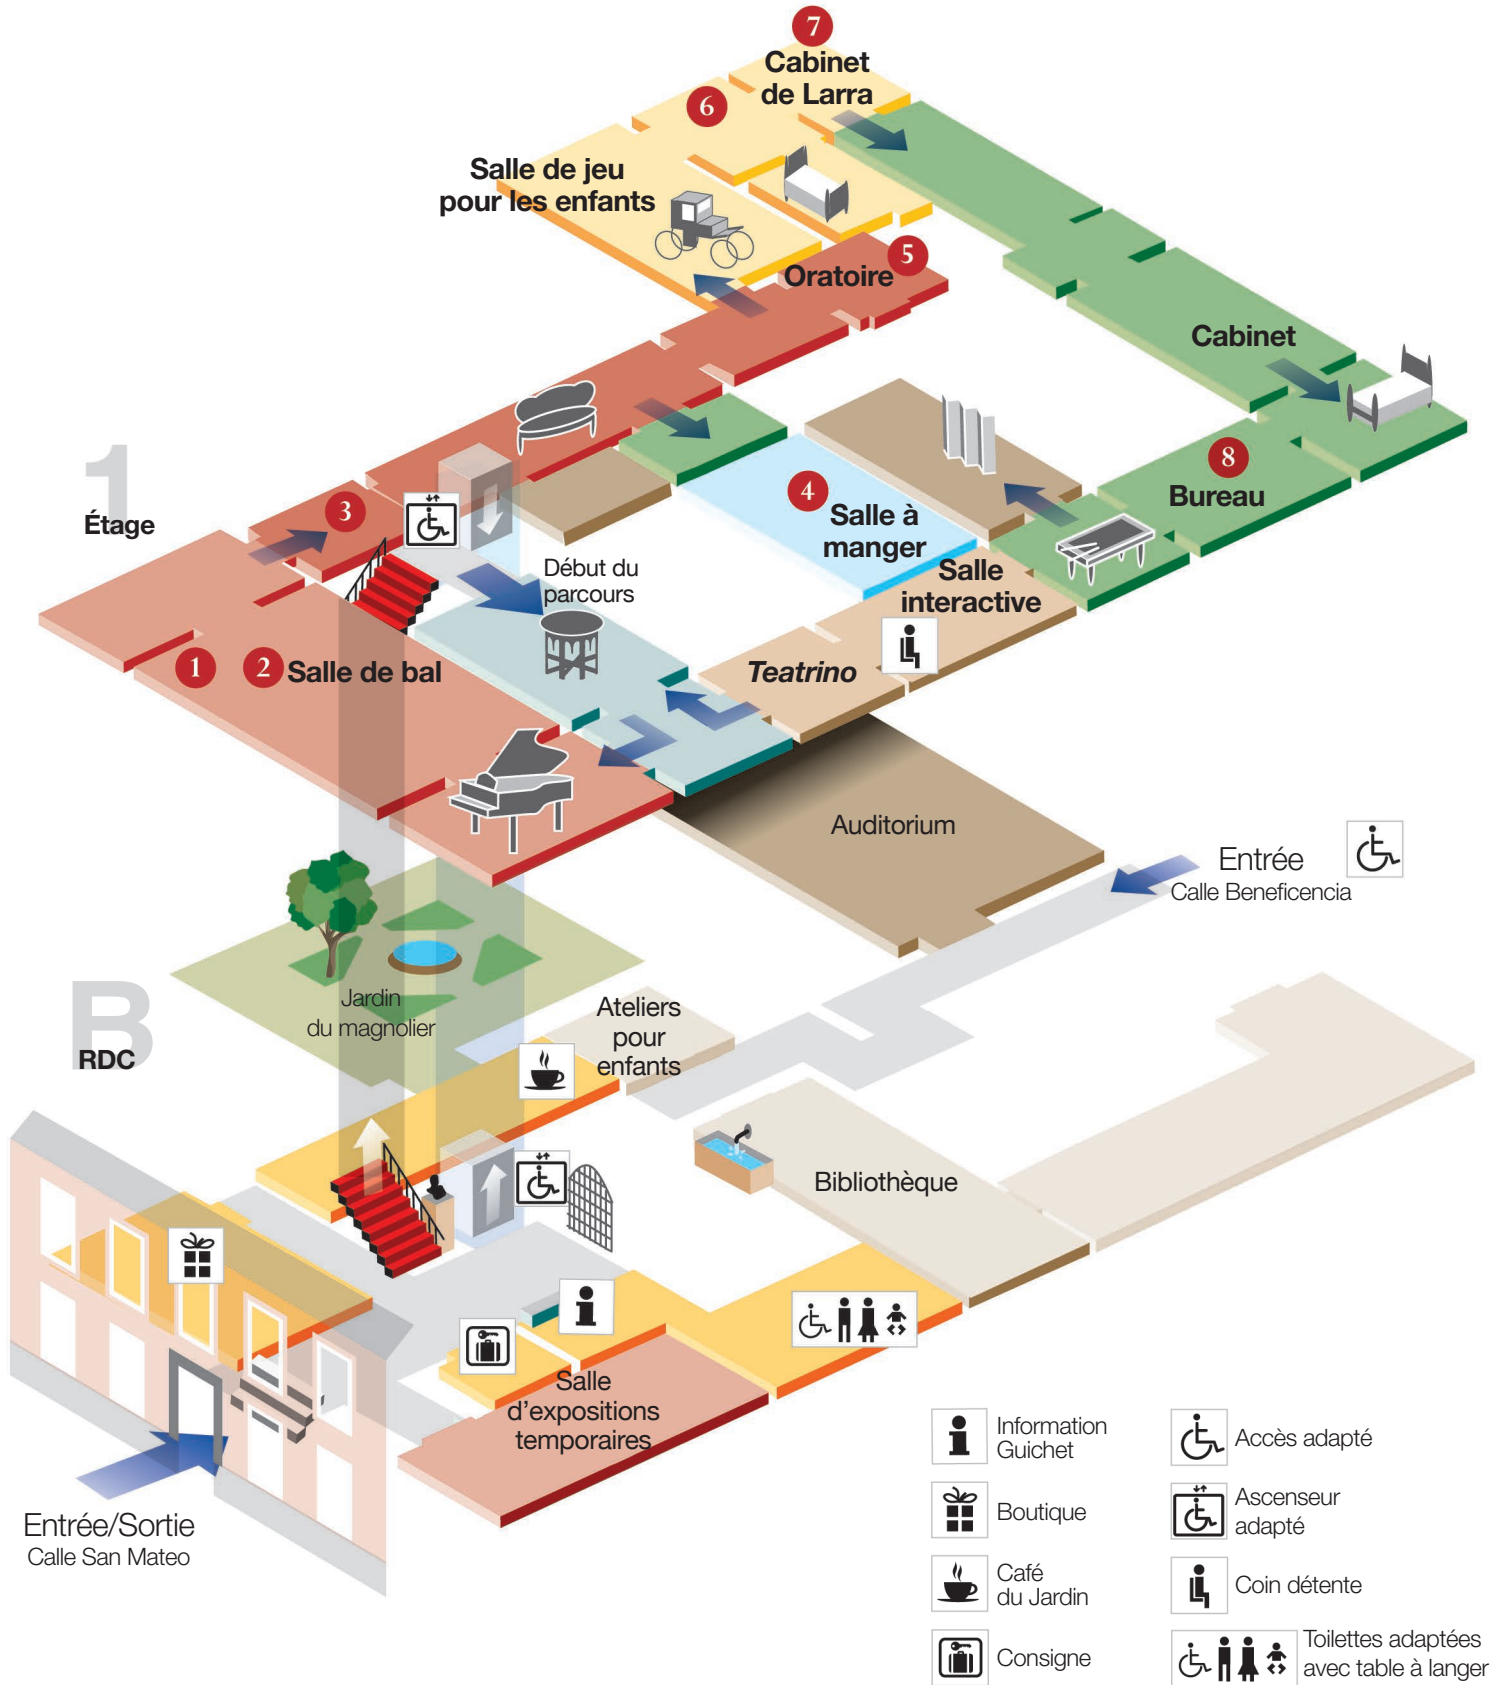 7
Cabinet
de Larra
6
Salle de jeu
pour les enfants
5
Oratoire
Cabinet
1
Étage
8
Bureau
4
Salle à
manger
3
Salle
interactive
Début du
parcours
1
2
Salle de bal
Teatrino
Auditorium
Entrée
Calle Beneficencia
Jardin
du magnolier
B
RDC
Ateliers
pour
enfants
Bibliothèque
Salle
d'expositions
temporaires
Entrée/Sortie
Calle San Mateo
Information
Guichet
Boutique
Café
du Jardin
Consigne
Accès adapté
Ascenseur
adapté
Coin détente
Toilettes adaptées
avec table à langer